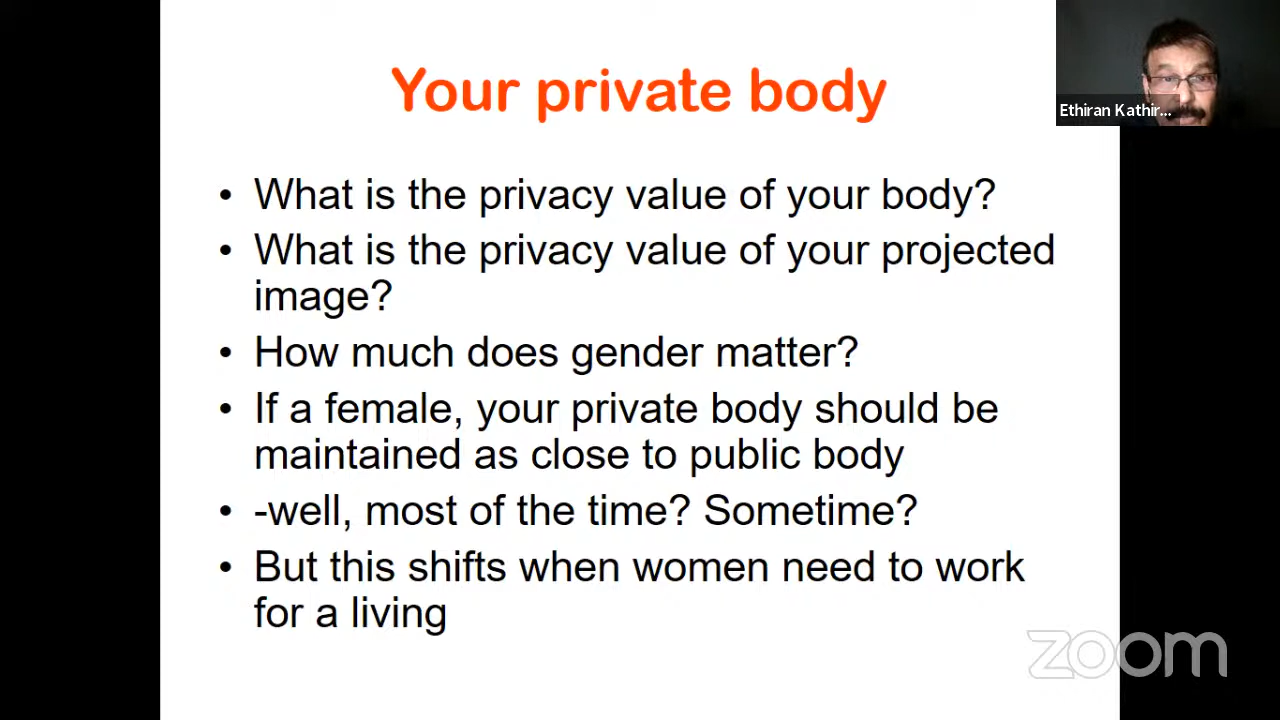 Your private body
Ethiran Kathir...
• What is the privacy value of your body?
• What is the privacy value of your projected
image?
• How much does gender matter?
• If a female, your private body should be
maintained as close to public body
• -well, most of the time? Sometime?
• But this shifts when women need to work
for a living
zoom